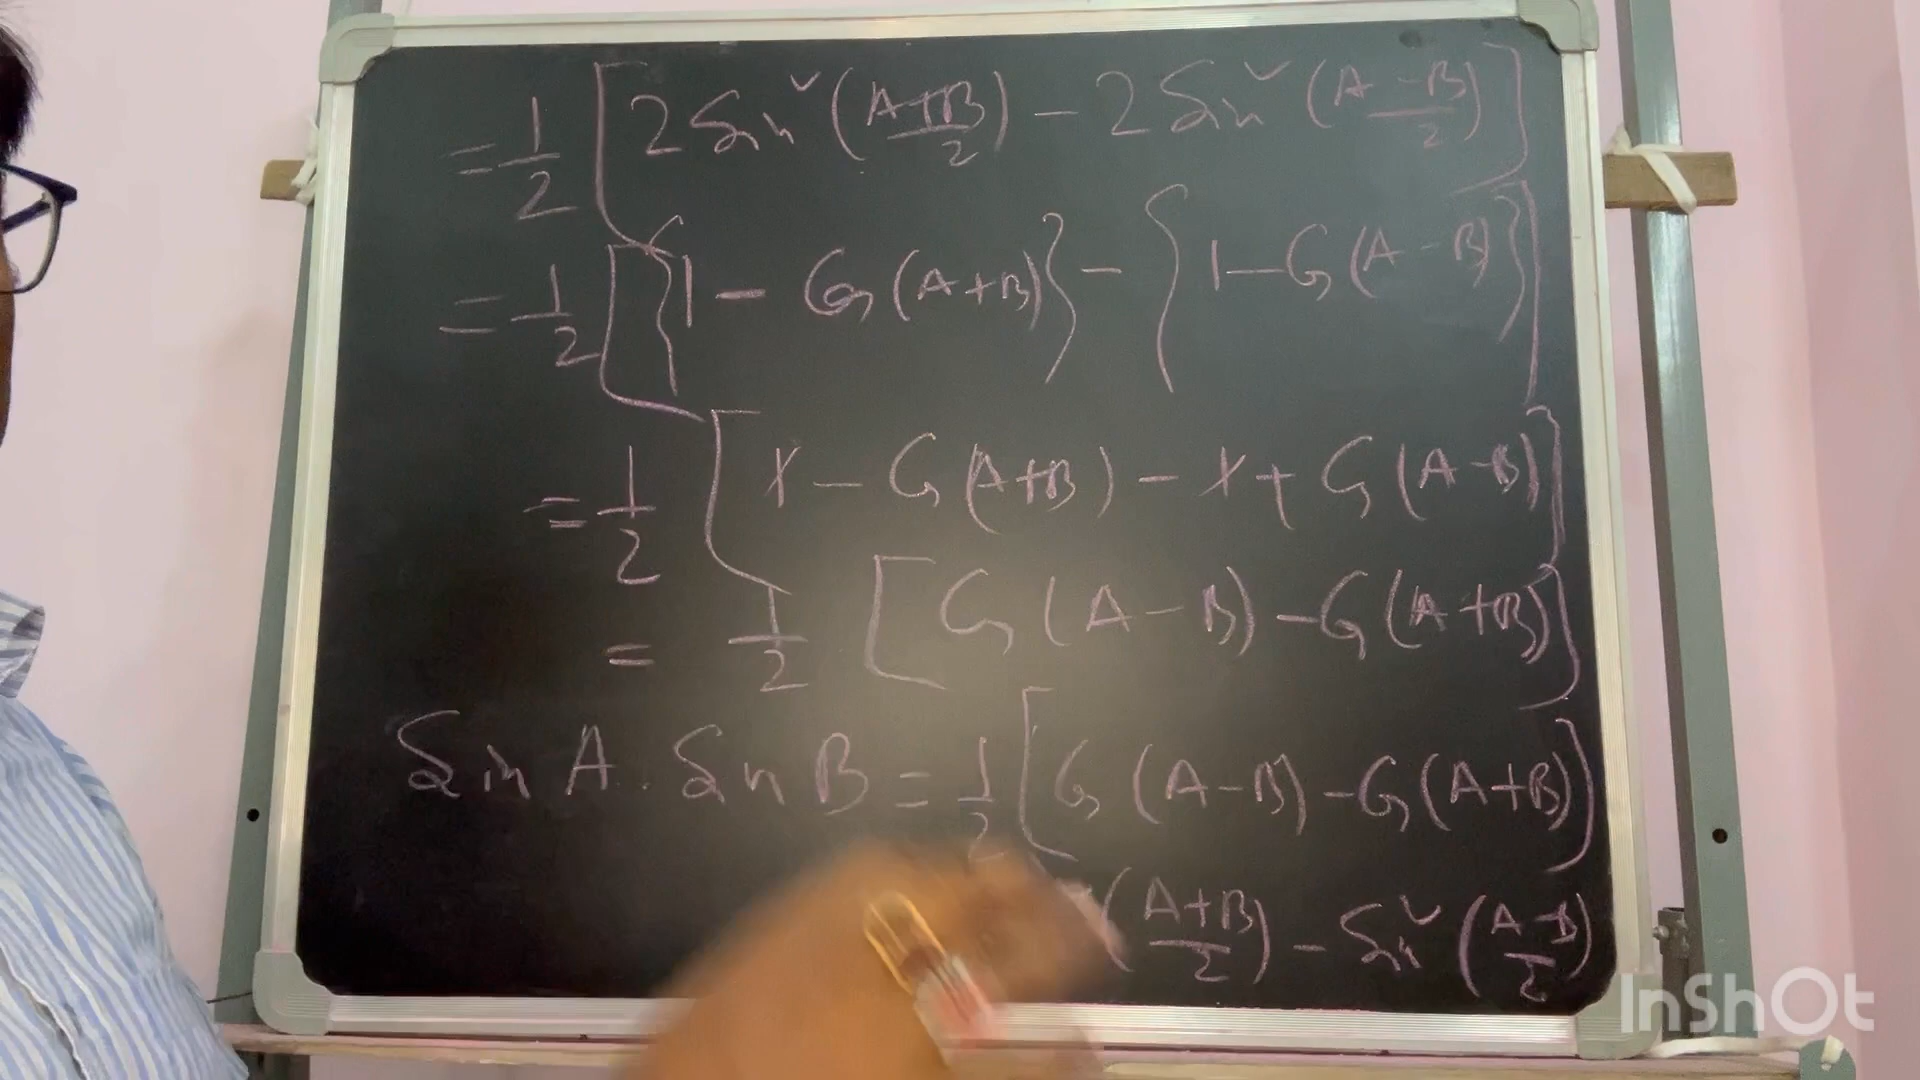 = 1/2 [2 Sin² (A+B/2) - 2 Sin² (A-B/2)]
= 1/2 [{1 - Cos (A+B)} - {1 - Cos (A-B)}]
= 1/2 [1 - Cos (A+B) - 1 + Cos (A-B)]
= 1/2 [Cos (A-B) - Cos (A+B)]
Sin A . Sin B = 1/2 [Cos (A-B) - Cos (A+B)]
(A+B/2) - Sin² (A-B/2)
InShOt